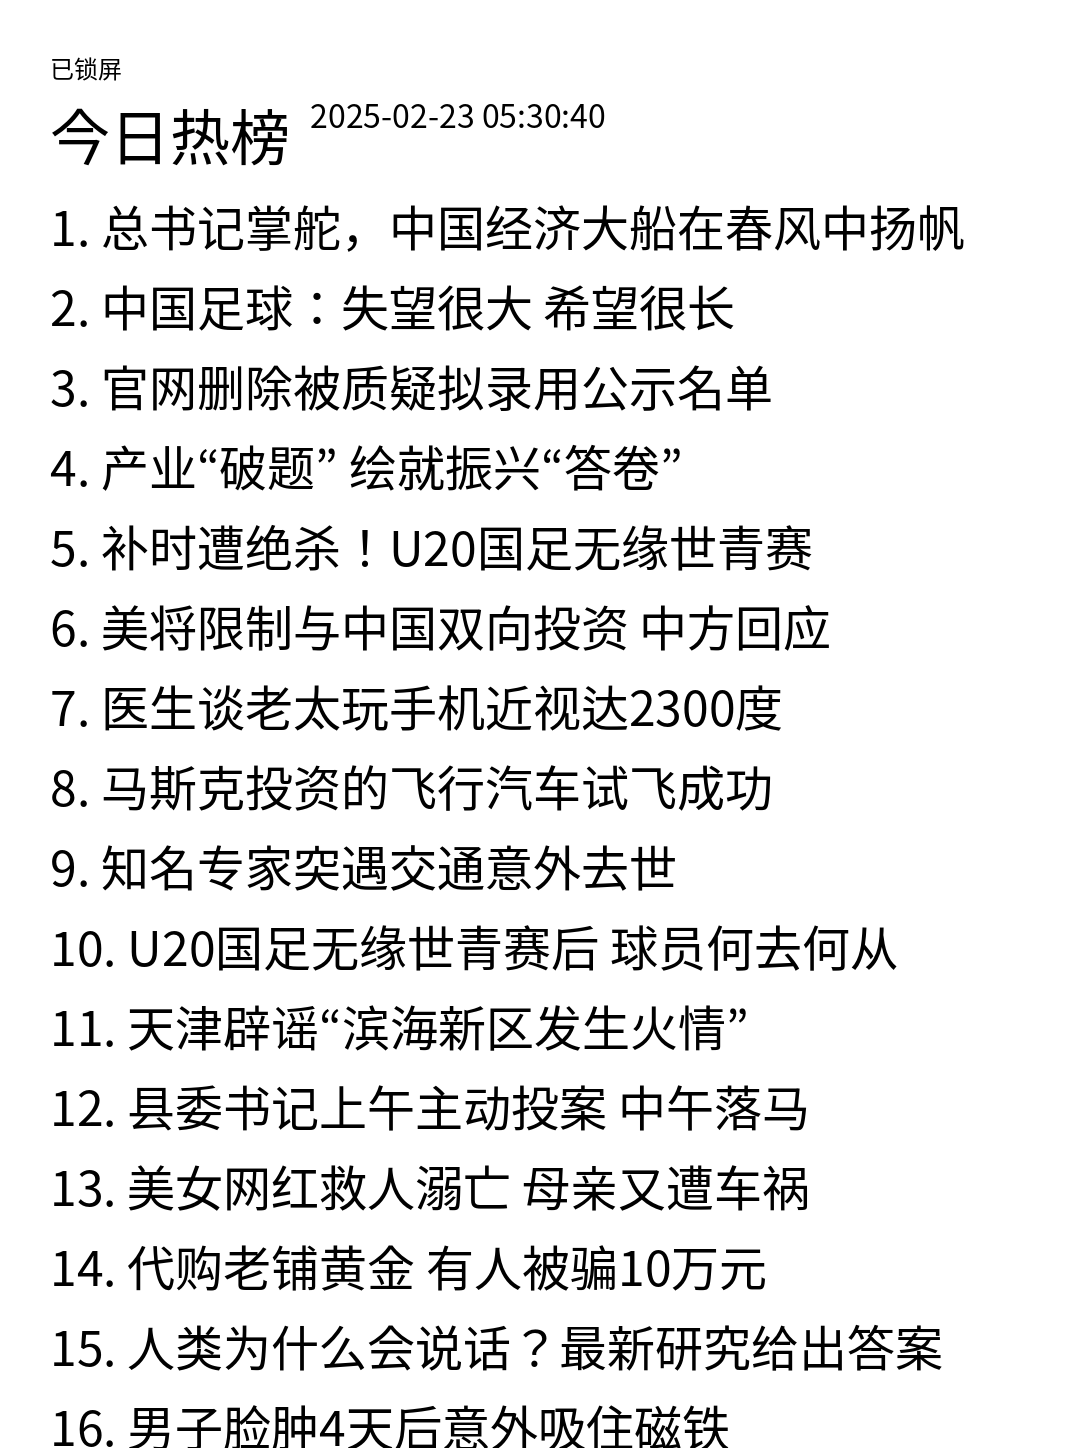 已锁屏
今日热榜 2025-02-23 05:30:40
1. 总书记掌舵，中国经济大船在春风中扬帆
2. 中国足球：失望很大 希望很长
3. 官网删除被质疑拟录用公示名单
4. 产业“破题” 绘就振兴“答卷”
5. 补时遭绝杀！U20国足无缘世青赛
6. 美将限制与中国双向投资 中方回应
7. 医生谈老太玩手机近视达2300度
8. 马斯克投资的飞行汽车试飞成功
9. 知名专家突遇交通意外去世
10. U20国足无缘世青赛后 球员何去何从
11. 天津辟谣“滨海新区发生火情”
12. 县委书记上午主动投案 中午落马
13. 美女网红救人溺亡 母亲又遭车祸
14. 代购老铺黄金 有人被骗10万元
15. 人类为什么会说话？最新研究给出答案
16. 男子脸肿4天后意外吸住磁铁